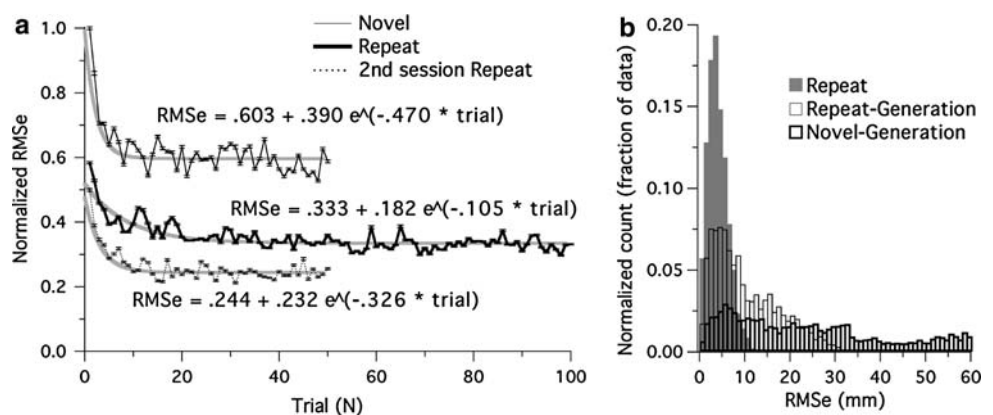 a
Novel
Repeat
2nd session Repeat
RMSe = .603 + .390 e^(-.470 * trial)
RMSe = .333 + .182 e^(-.105 * trial)
RMSe = .244 + .232 e^(-.326 * trial)
Normalized RMSe
1.0
0.8
0.6
0.4
0.2
0.0
0
20
40
60
80
100
Trial (N)
b
Repeat
Repeat-Generation
Novel-Generation
Normalized count (fraction of data)
0.20
0.15
0.10
0.05
0.00
0
10
20
30
40
50
60
RMSe (mm)